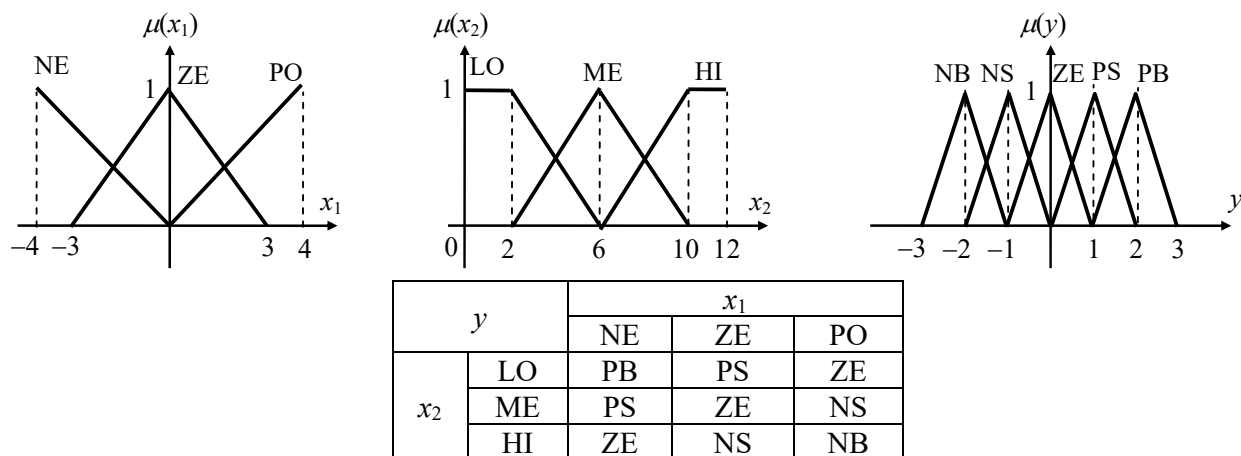 μ(x₁) μ(x₂) μ(y)
NE ZE PO LO ME HI NB NS ZE PS PB
1 1 1
x₁ x₂ y
–4 –3 3 4 0 2 6 10 12 –3 –2 –1 0 1 2 3
y x₁
NE ZE PO
x₂ LO PB PS ZE
ME PS ZE NS
HI ZE NS NB